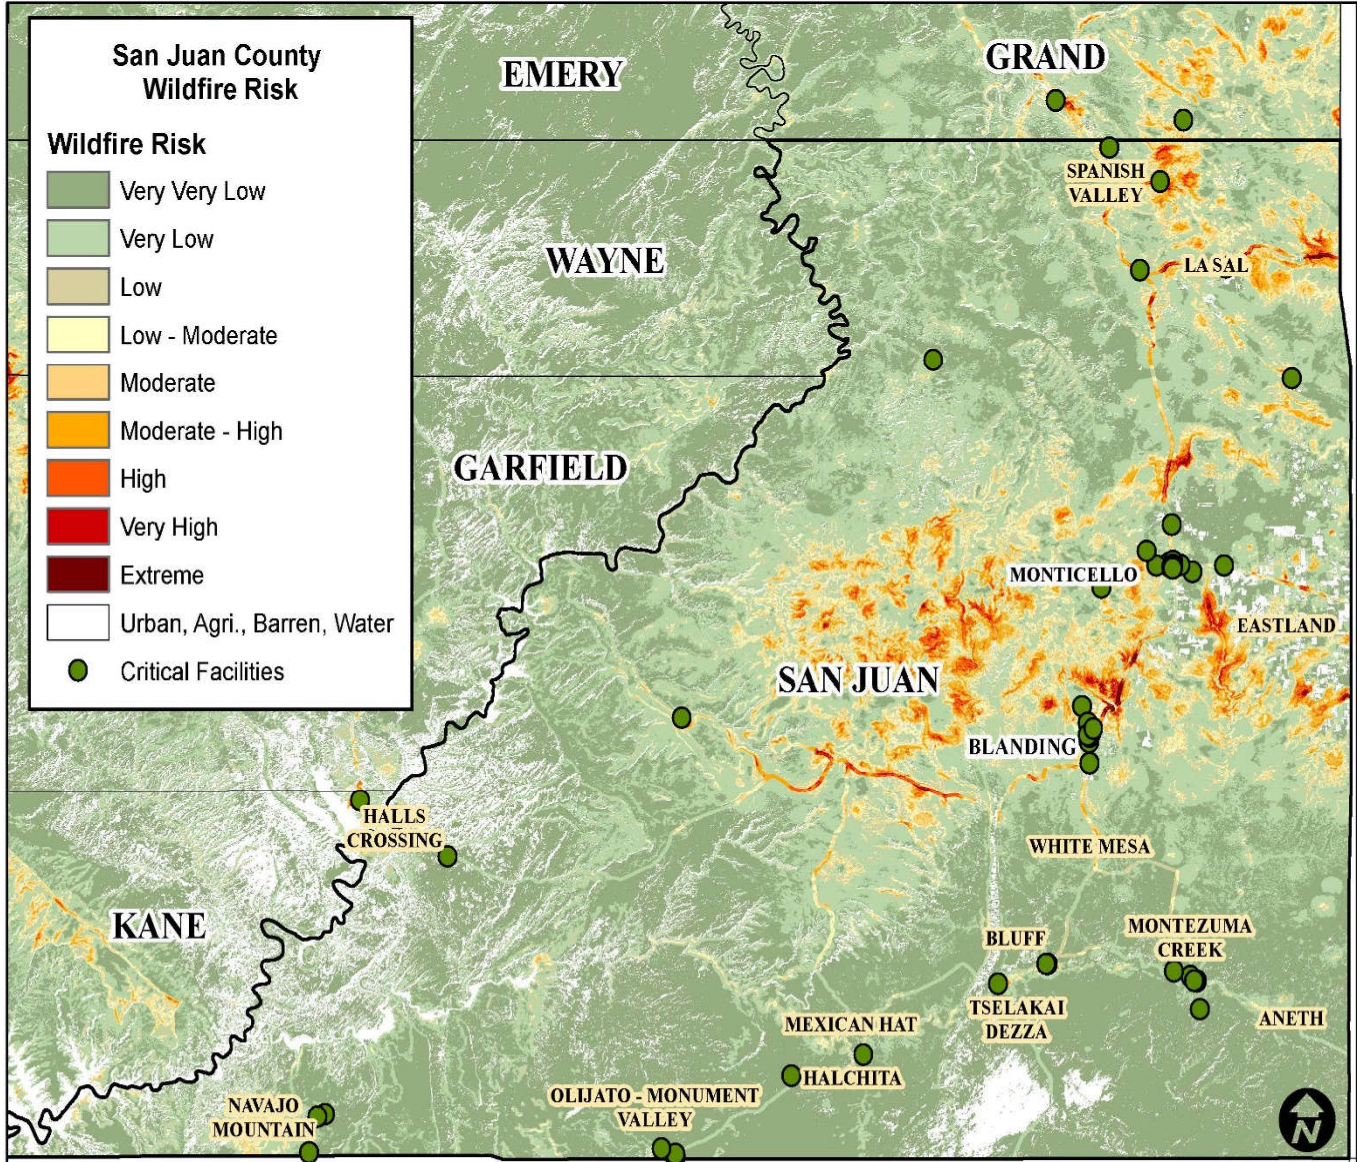 San Juan County
Wildfire Risk
Wildfire Risk
Very Very Low
Very Low
Low
Low - Moderate
Moderate
Moderate - High
High
Very High
Extreme
Urban, Agri., Barren, Water
Critical Facilities
EMERY
GRAND
SPANISH
VALLEY
WAYNE
LA SAL
GARFIELD
MONTICELLO
EASTLAND
SAN JUAN
BLANDING
HALLS
CROSSING
WHITE MESA
KANE
BLUFF
MONTEZUMA
CREEK
TSELAKAI
DEZZA
ANETH
MEXICAN HAT
HALCHITA
OLIJATO - MONUMENT
VALLEY
NAVAJO
MOUNTAIN
N